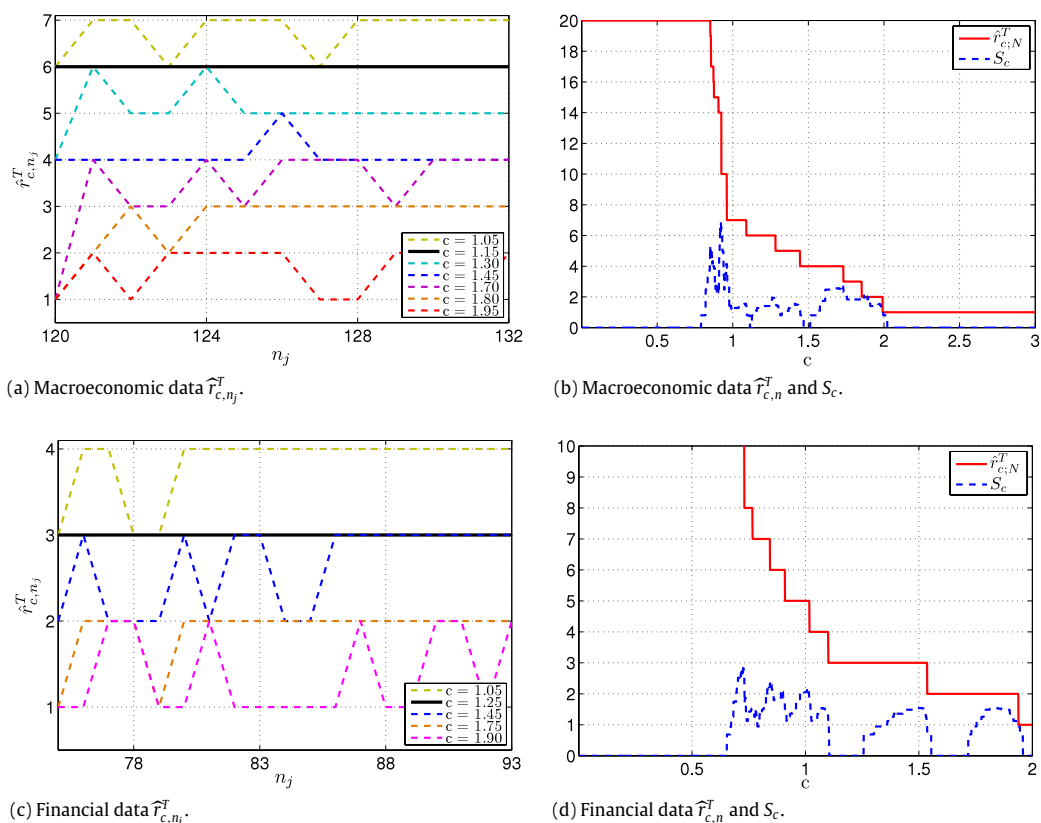 7
6
5
4
3
2
1
r̂ᵀ_{c,n_j}
c = 1.05
c = 1.15
c = 1.30
c = 1.45
c = 1.70
c = 1.80
c = 1.95
120 124 128 132
n_j
(a) Macroeconomic data r̂ᵀ_{c,n_j}.
20
18
16
14
12
10
8
6
4
2
0
r̂ᵀ_{c;N}
S_c
0.5 1 1.5 2 2.5 3
c
(b) Macroeconomic data r̂ᵀ_{c,n} and S_c.
4
3
2
1
r̂ᵀ_{c,n_j}
c = 1.05
c = 1.25
c = 1.45
c = 1.75
c = 1.90
78 83 88 93
n_j
(c) Financial data r̂ᵀ_{c,n_j}.
10
9
8
7
6
5
4
3
2
1
0
r̂ᵀ_{c;N}
S_c
0.5 1 1.5 2
c
(d) Financial data r̂ᵀ_{c,n} and S_c.